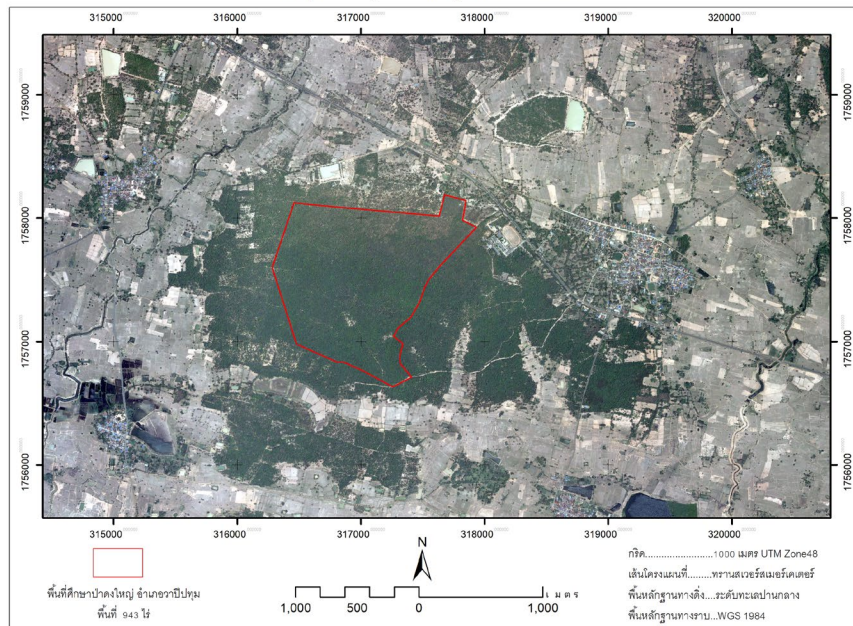 315000 316000 317000 318000 319000 320000
1759000 1759000
1758000 1758000
1757000 1757000
1756000 1756000
315000 316000 317000 318000 319000 320000
N
พื้นที่ศึกษาป่าดงใหญ่ อำเภอวาปีปทุม
พื้นที่ 943 ไร่
เมตร
1,000 500 0 1,000
กริด.........................1000 เมตร UTM Zone48
เส้นโครงแผนที่.........ทรานสเวอร์สเมอร์เคเตอร์
พื้นหลักฐานทางดิ่ง....ระดับทะเลปานกลาง
พื้นหลักฐานทางราบ...WGS 1984